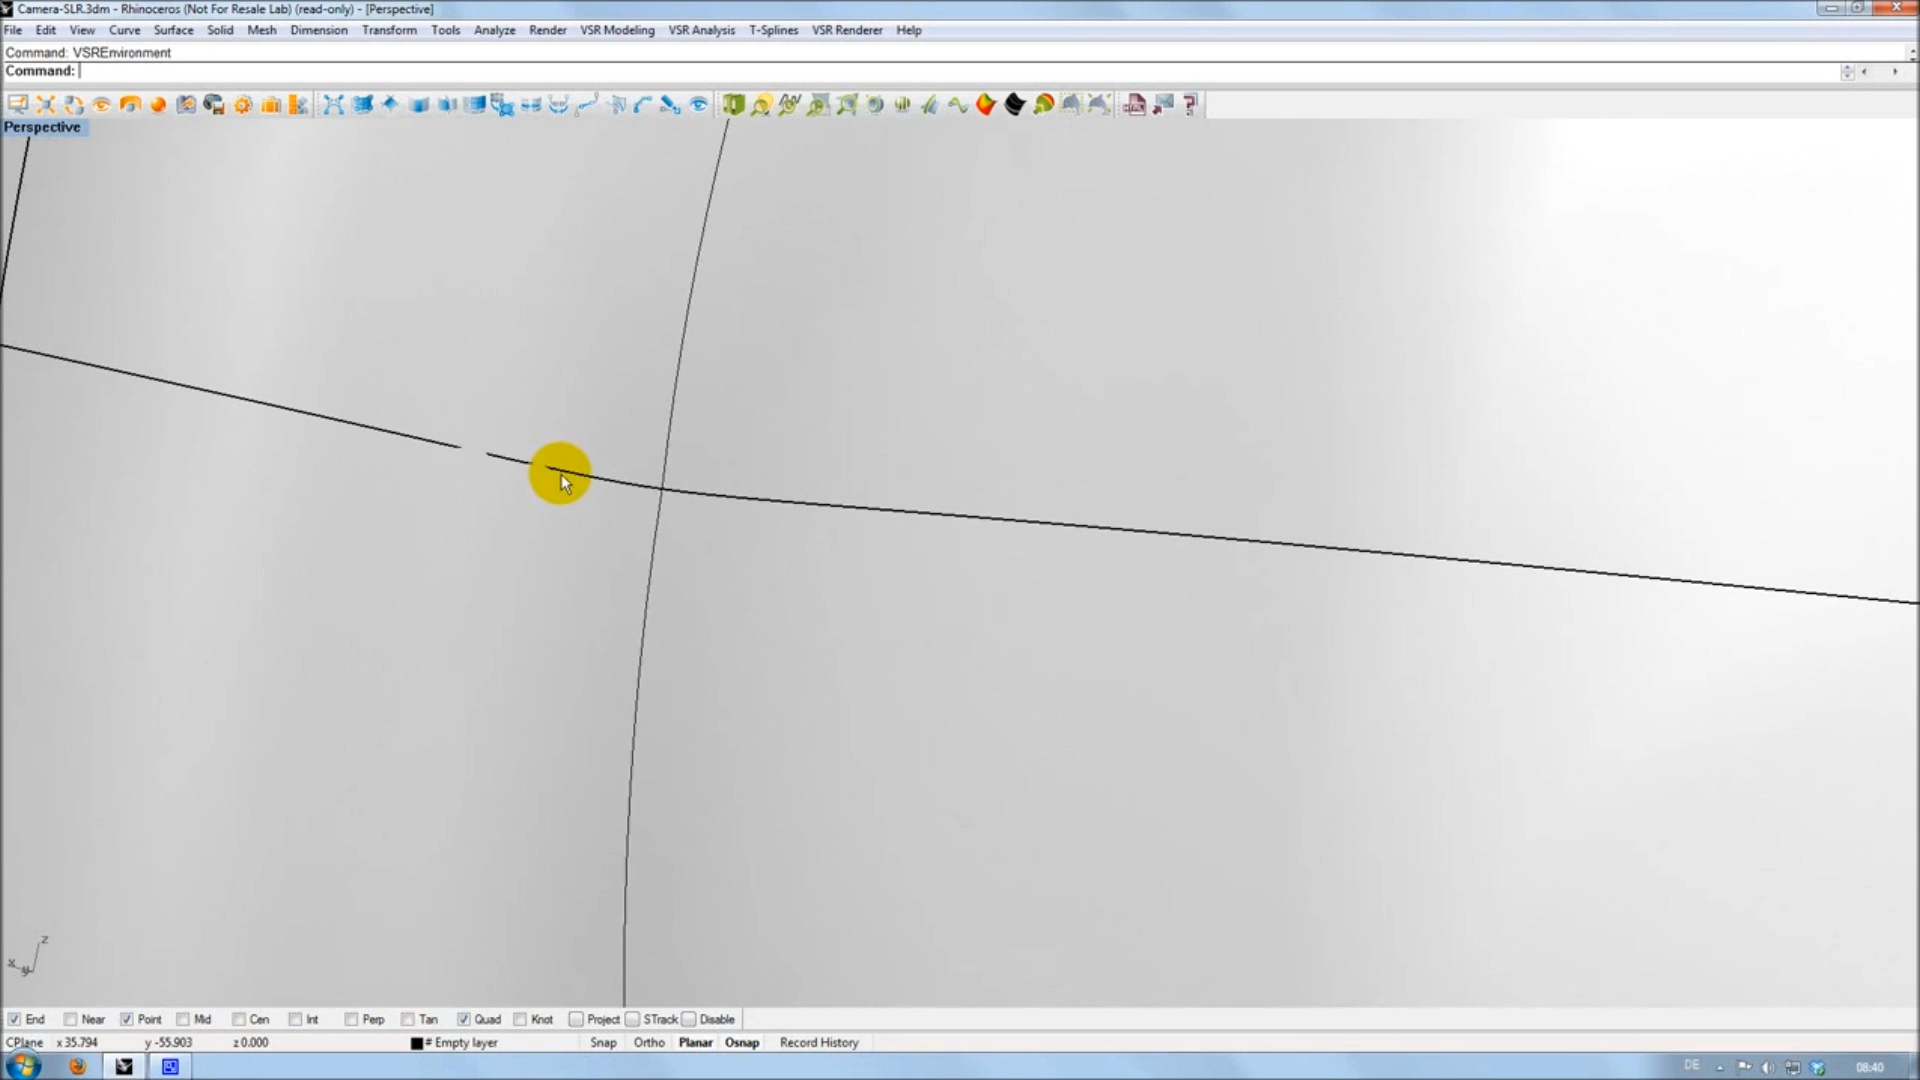 Camera-SLR.3dm - Rhinoceros (Not For Resale Lab) (read-only) - [Perspective]
File Edit View Curve Surface Solid Mesh Dimension Transform Tools Analyze Render VSR Modeling VSR Analysis T-Splines VSR Renderer Help
Command: VSREnvironment
Command:
Perspective
z
x y
End Near Point Mid Cen Int Perp Tan Quad Knot Project STrack Disable
CPlane x 35.794 y -55.903 z 0.000 # Empty layer Snap Ortho Planar Osnap Record History
DE 08:40